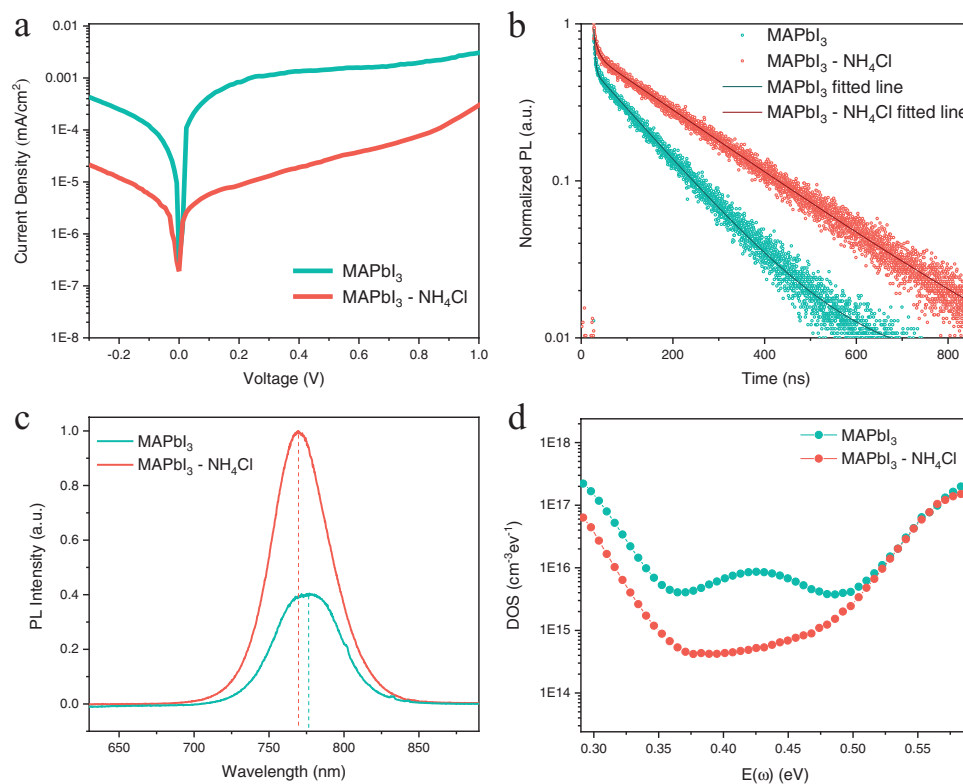 a
Current Density (mA/cm²)
0.01
0.001
1E-4
1E-5
1E-6
1E-7
1E-8
-0.2
0.0
0.2
0.4
0.6
0.8
1.0
Voltage (V)
MAPbI₃
MAPbI₃ - NH₄Cl
b
Normalized PL (a.u.)
1
0.1
0.01
0
200
400
600
800
Time (ns)
MAPbI₃
MAPbI₃ - NH₄Cl
MAPbI₃ fitted line
MAPbI₃ - NH₄Cl fitted line
c
PL Intensity (a.u.)
1.0
0.8
0.6
0.4
0.2
0.0
650
700
750
800
850
Wavelength (nm)
MAPbI₃
MAPbI₃ - NH₄Cl
d
DOS (cm⁻³ev⁻¹)
1E18
1E17
1E16
1E15
1E14
0.30
0.35
0.40
0.45
0.50
0.55
E(ω) (eV)
MAPbI₃
MAPbI₃ - NH₄Cl